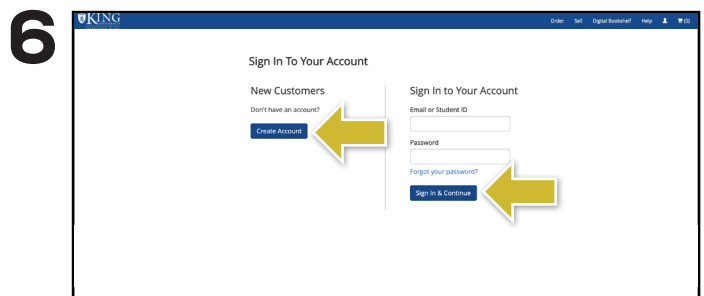 6
KING
Order Sell Digital Bookshelf Help (0)
Sign In To Your Account
New Customers
Don't have an account?
Create Account
Sign In to Your Account
Email or Student ID
Password
Forgot your password?
Sign In & Continue